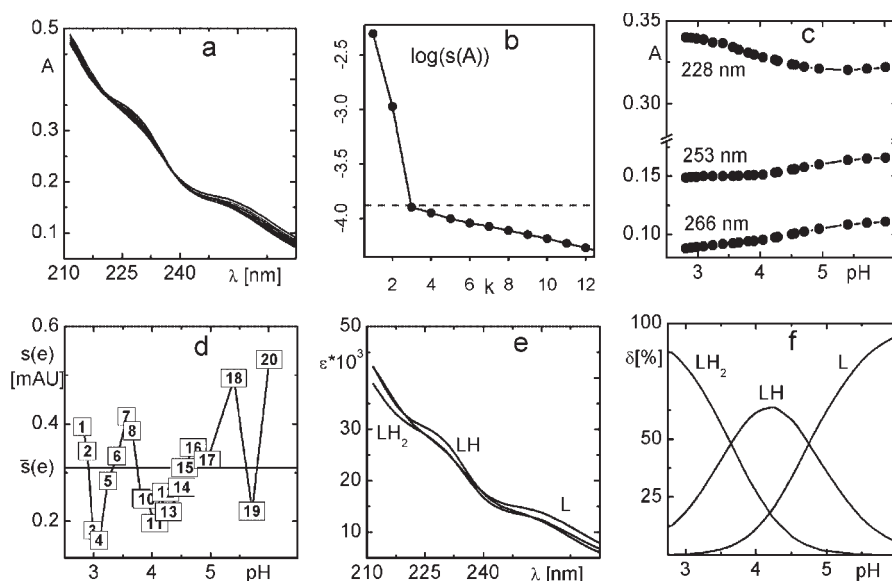 a
0.5
A
0.3
0.2
0.1
210 225 240 λ [nm]
b
log(s(A))
-2.5
-3.0
-3.5
-4.0
2 4 6 k 8 10 12
c
A
0.35
0.33
0.15
0.10
228 nm
253 nm
266 nm
3 4 5 pH
d
0.6
s(e)
[mAU]
0.4
s̅(e)
0.2
1 2 3 4 5 6 7 8 10 11 12 13 14 15 16 17 18 19 20
3 4 5 pH
e
50
ε*10³
30
20
10
LH₂ LH L
210 225 240 λ [nm]
f
100
δ[%]
75
50
25
LH₂ LH L
3 4 5 pH